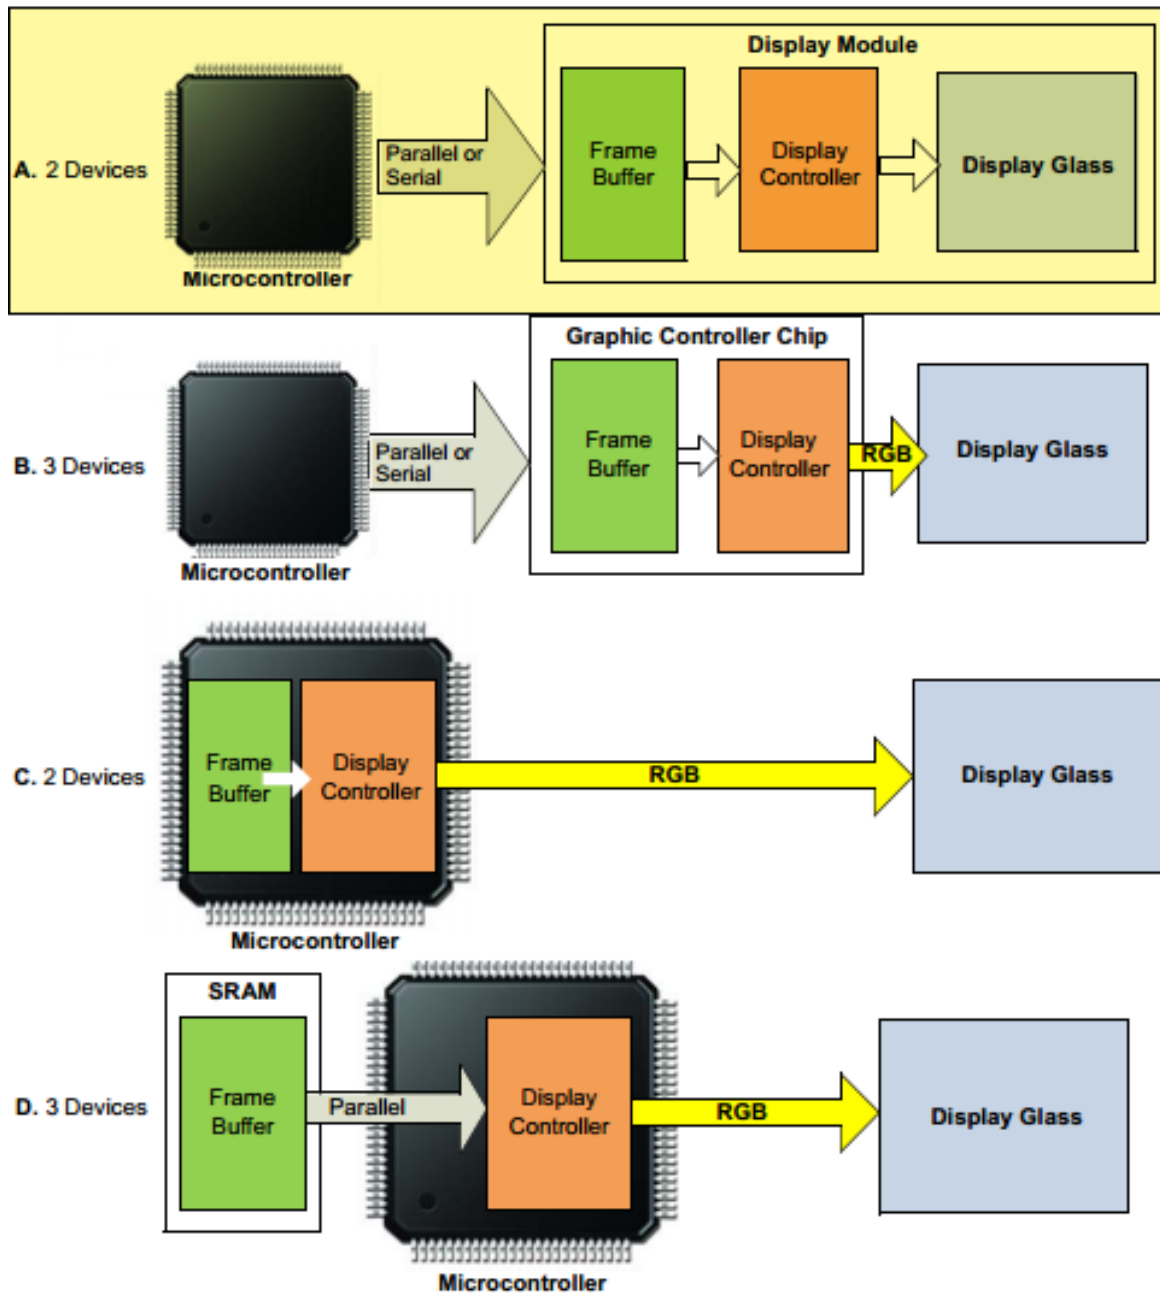 Display Module
A. 2 Devices
Parallel or
Serial
Frame
Buffer
Display
Controller
Display Glass
Microcontroller
Graphic Controller Chip
B. 3 Devices
Parallel or
Serial
Frame
Buffer
Display
Controller
RGB
Display Glass
Microcontroller
C. 2 Devices
Frame
Buffer
Display
Controller
RGB
Display Glass
Microcontroller
SRAM
D. 3 Devices
Frame
Buffer
Parallel
Display
Controller
RGB
Display Glass
Microcontroller